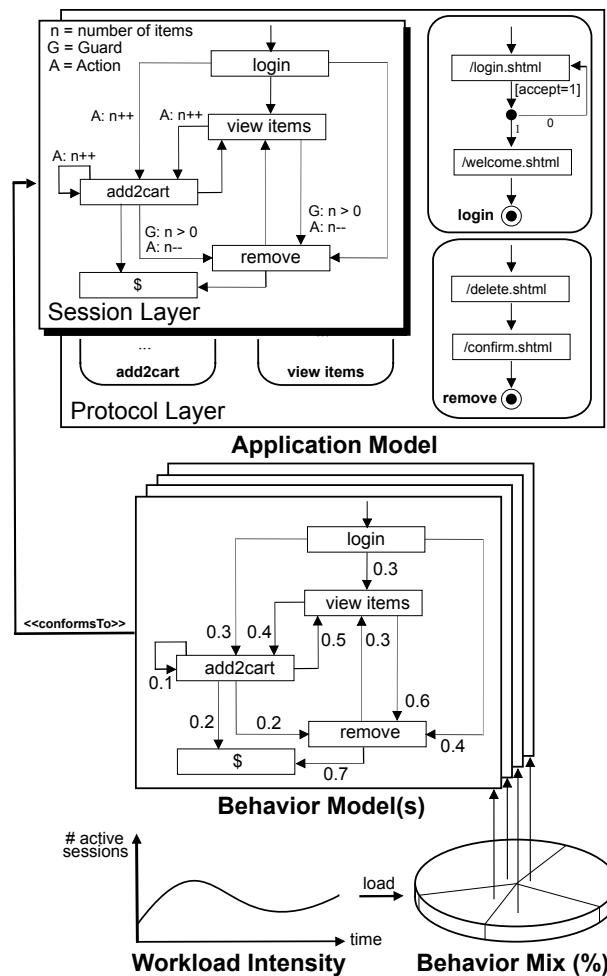 n = number of items
G = Guard
A = Action
login
A: n++
A: n++
view items
A: n++
add2cart
G: n > 0
A: n--
G: n > 0
A: n--
remove
$
Session Layer
...
add2cart
...
view items
Protocol Layer
/login.shtml
[accept=1]
0
1
/welcome.shtml
login
/delete.shtml
/confirm.shtml
remove
Application Model
<<conformsTo>>
login
0.3
view items
0.3
0.4
0.5
0.3
add2cart
0.1
0.6
0.2
0.2
remove
0.4
$
0.7
Behavior Model(s)
# active
sessions
load
time
Workload Intensity
Behavior Mix (%)